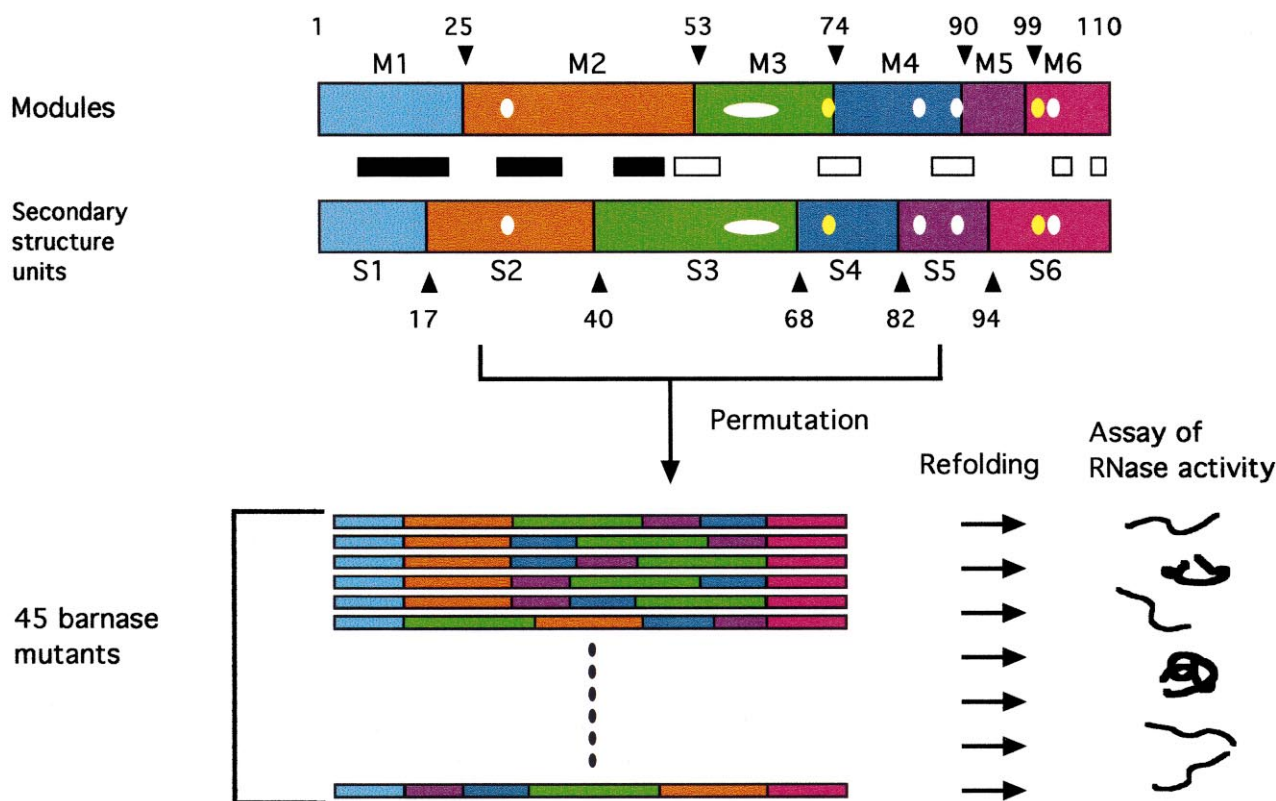 1 25 53 74 90 99 110
M1 M2 M3 M4 M5 M6
Modules
Secondary
structure
units
S1 S2 S3 S4 S5 S6
17 40 68 82 94
Permutation
Assay of
RNase activity
Refolding
45 barnase
mutants